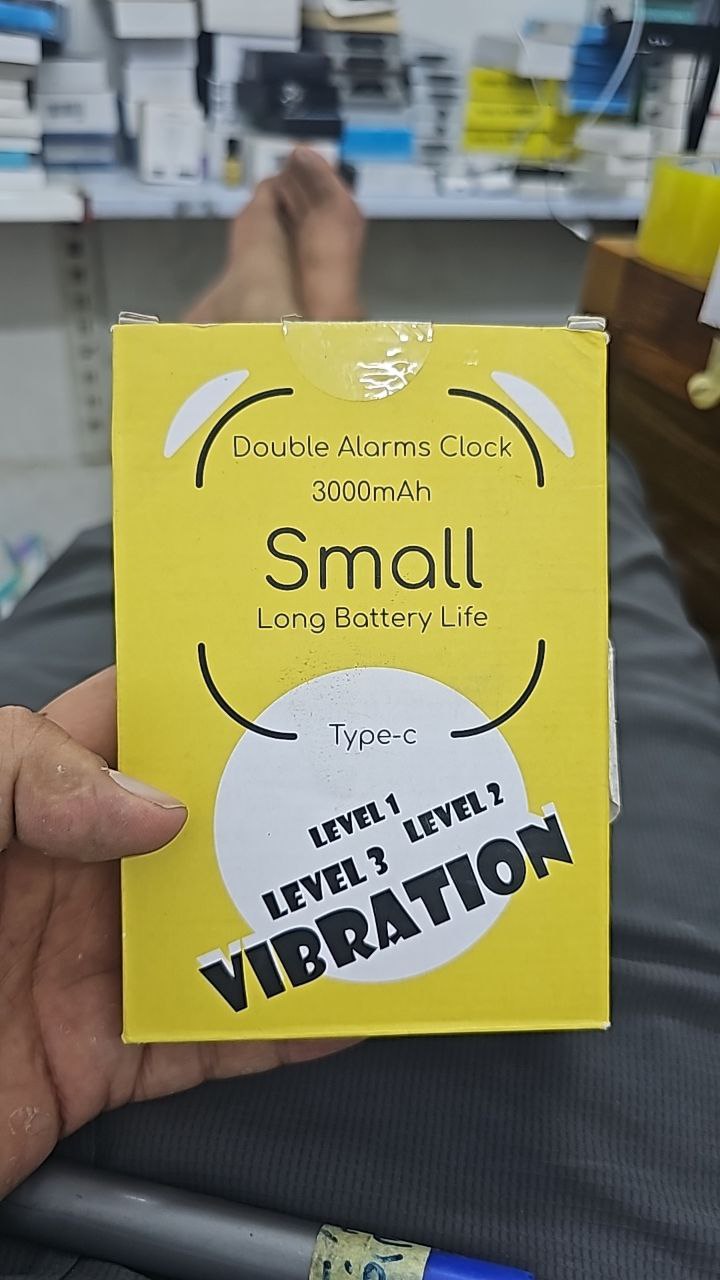 Double Alarms Clock
3000mAh
Small
Long Battery Life
Type-c
LEVEL 1 LEVEL 2
LEVEL 3
VIBRATION